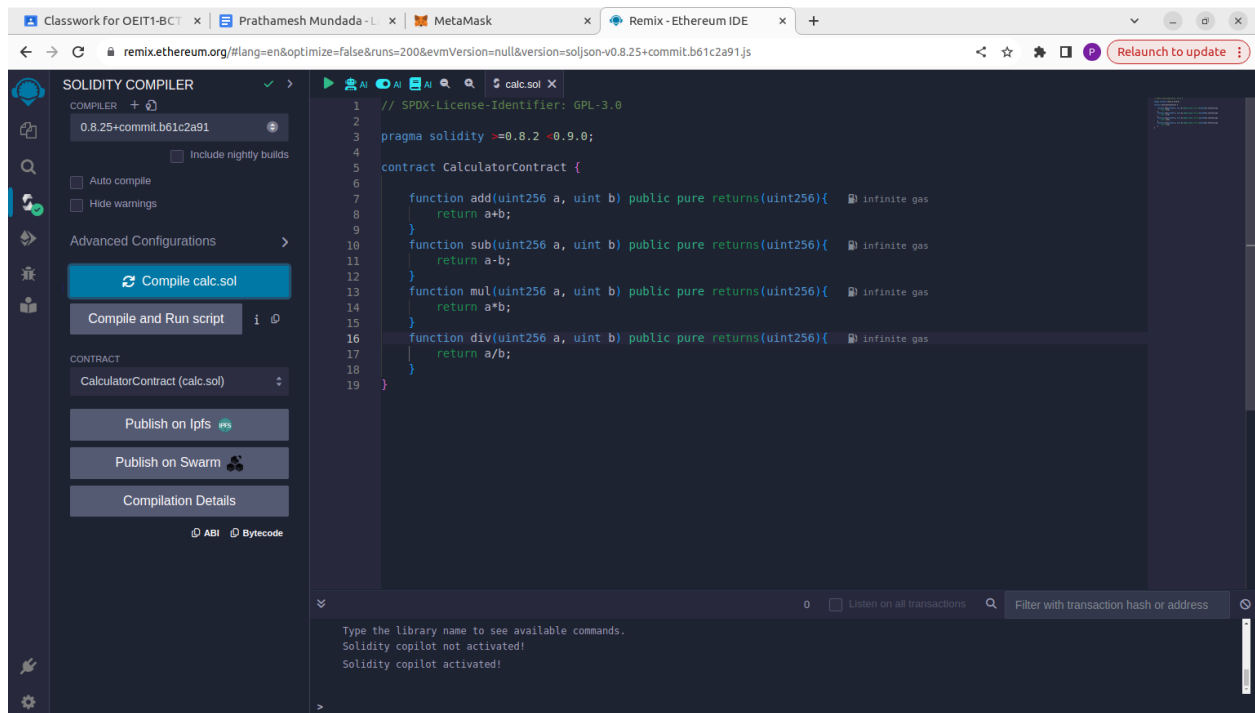 Classwork for OEIT1-BCT
Prathamesh Mundada - L
MetaMask
Remix - Ethereum IDE
remix.ethereum.org/#lang=en&optimize=false&runs=200&evmVersion=null&version=soljson-v0.8.25+commit.b61c2a91.js
P
Relaunch to update
SOLIDITY COMPILER
COMPILER
0.8.25+commit.b61c2a91
Include nightly builds
Auto compile
Hide warnings
Advanced Configurations
Compile calc.sol
Compile and Run script
i
CONTRACT
CalculatorContract (calc.sol)
Publish on Ipfs IPFS
Publish on Swarm
Compilation Details
ABI Bytecode
AI AI AI calc.sol
1 // SPDX-License-Identifier: GPL-3.0
2
3 pragma solidity >=0.8.2 <0.9.0;
4
5 contract CalculatorContract {
6
7 function add(uint256 a, uint b) public pure returns(uint256){ infinite gas
8 return a+b;
9 }
10 function sub(uint256 a, uint b) public pure returns(uint256){ infinite gas
11 return a-b;
12 }
13 function mul(uint256 a, uint b) public pure returns(uint256){ infinite gas
14 return a*b;
15 }
16 function div(uint256 a, uint b) public pure returns(uint256){ infinite gas
17 return a/b;
18 }
19 }
0 Listen on all transactions Filter with transaction hash or address
Type the library name to see available commands.
Solidity copilot not activated!
Solidity copilot activated!
>